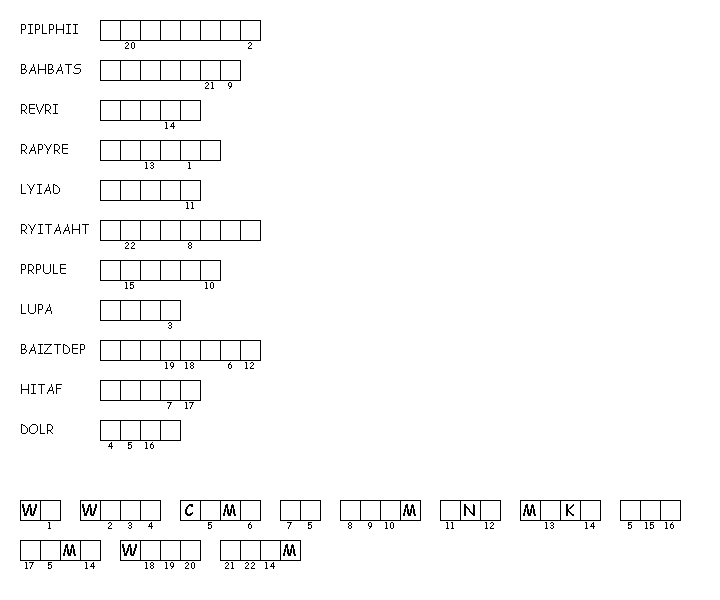 PIPLPHII
20 2
BAHBATS
21 9
REVRI
14
RAPYRE
13 1
LYIAD
11
RYITAAHT
22 8
PRPULE
15 10
LUPA
3
BAIZTDEP
19 18 6 12
HITAF
7 17
DOLR
4 5 16
W W C M M N M K
1 2 3 4 5 6 7 5 8 9 10 11 12 13 14 5 15 16
M W M
17 5 14 18 19 20 21 22 14